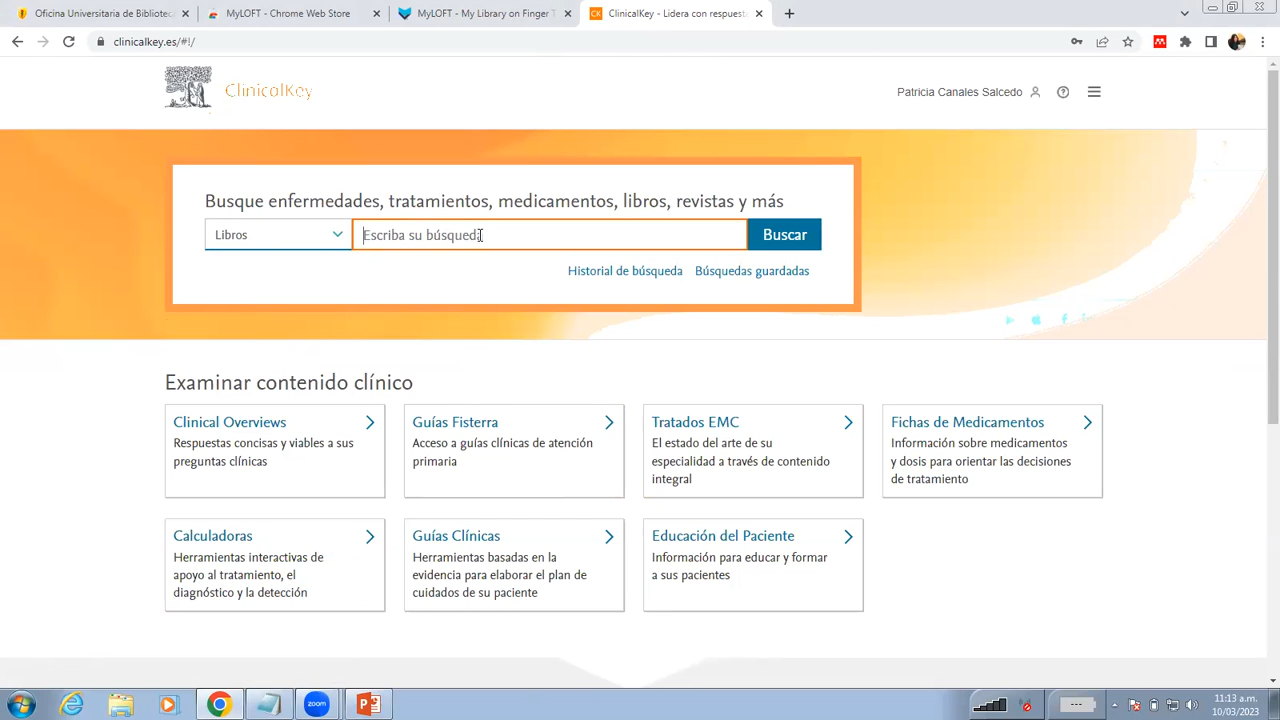 Oficina Universitaria de Bibliotec
MyLOFT - Chrome Web Store
MyLOFT - My Library on Finger T
ClinicalKey - Lidera con respuest
clinicalkey.es/#!/
ClinicalKey
Patricia Canales Salcedo
Busque enfermedades, tratamientos, medicamentos, libros, revistas y más
Libros
Escriba su búsqueda
Buscar
Historial de búsqueda
Búsquedas guardadas
Examinar contenido clínico
Clinical Overviews
Respuestas concisas y viables a sus
preguntas clínicas
Guías Fisterra
Acceso a guías clínicas de atención
primaria
Tratados EMC
El estado del arte de su
especialidad a través de contenido
integral
Fichas de Medicamentos
Información sobre medicamentos
y dosis para orientar las decisiones
de tratamiento
Calculadoras
Herramientas interactivas de
apoyo al tratamiento, el
diagnóstico y la detección
Guías Clínicas
Herramientas basadas en la
evidencia para elaborar el plan de
cuidados de su paciente
Educación del Paciente
Información para educar y formar
a sus pacientes
zoom
11:13 a.m.
10/03/2023